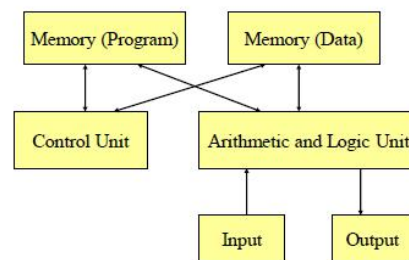 Memory (Program)
Memory (Data)
Control Unit
Arithmetic and Logic Unit
Input
Output